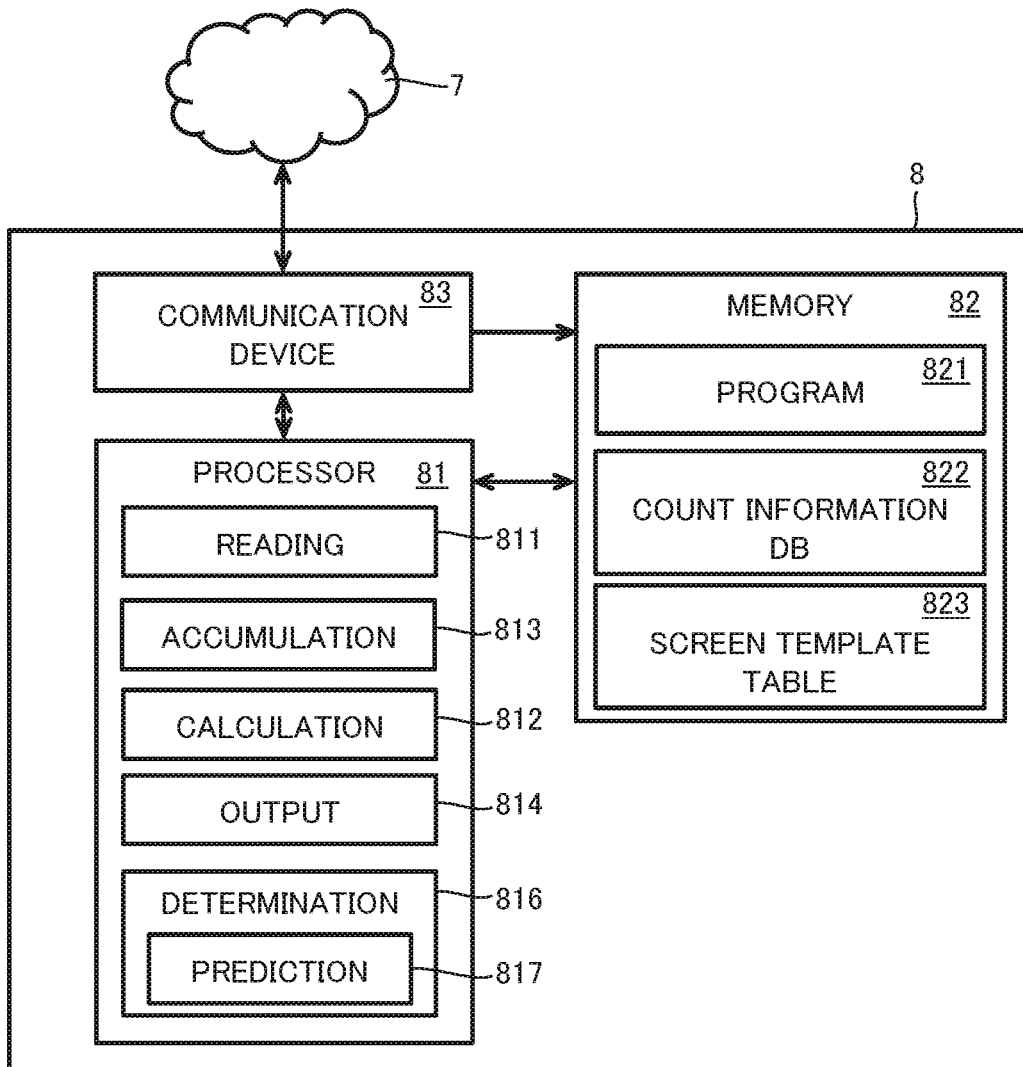 7
8
COMMUNICATION
DEVICE
83
MEMORY
82
PROGRAM
821
COUNT INFORMATION
DB
822
SCREEN TEMPLATE
TABLE
823
PROCESSOR
81
READING
811
ACCUMULATION
813
CALCULATION
812
OUTPUT
814
DETERMINATION
816
PREDICTION
817